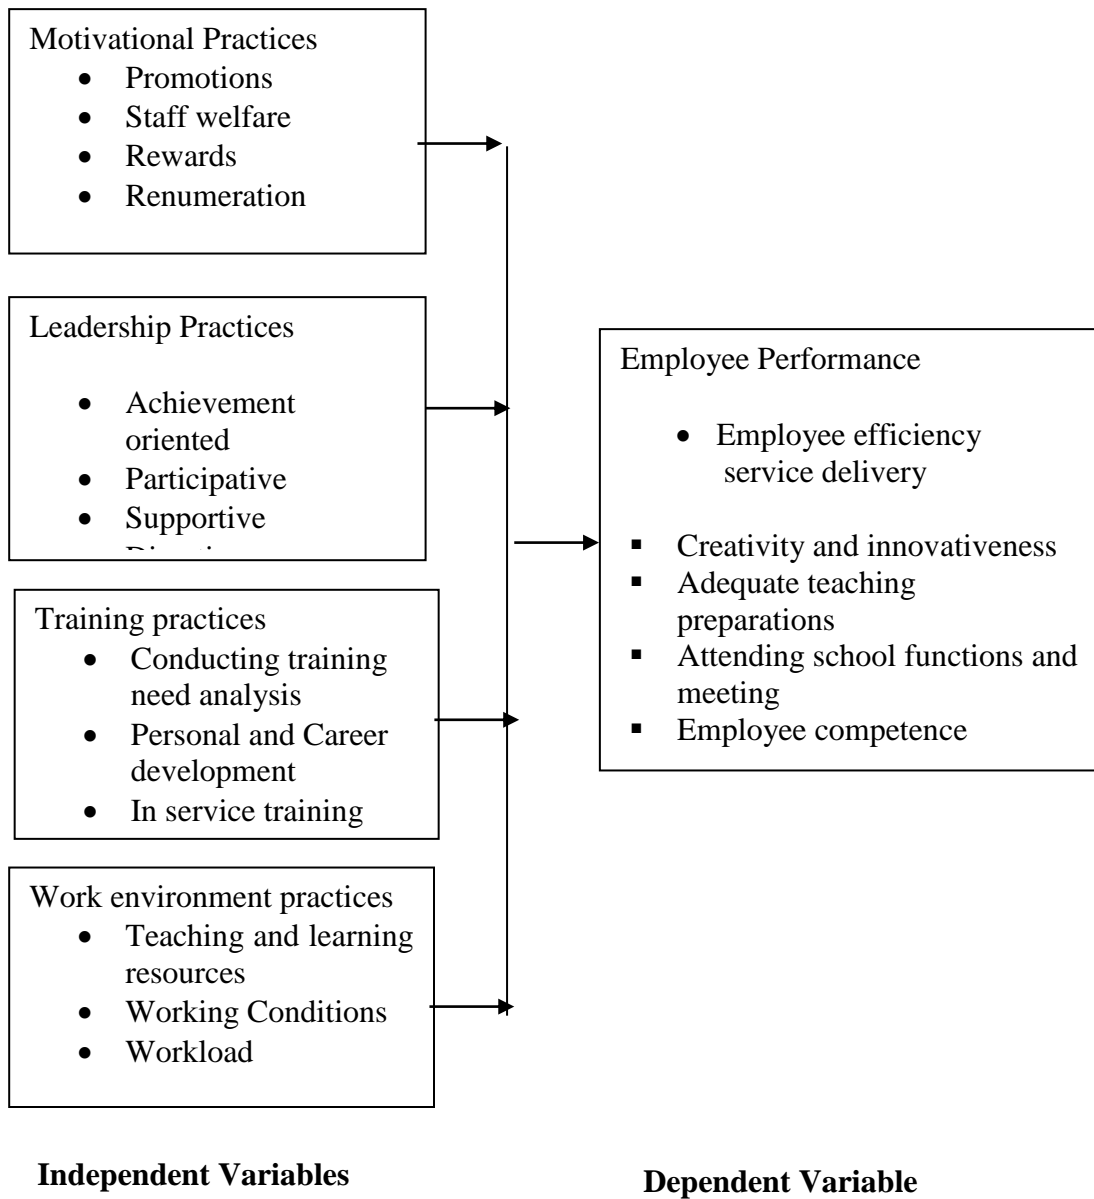 Motivational Practices
• Promotions
• Staff welfare
• Rewards
• Renumeration
Leadership Practices
• Achievement
oriented
• Participative
• Supportive
Training practices
• Conducting training
need analysis
• Personal and Career
development
• In service training
Work environment practices
• Teaching and learning
resources
• Working Conditions
• Workload
Independent Variables
Employee Performance
• Employee efficiency
service delivery
▪ Creativity and innovativeness
▪ Adequate teaching
preparations
▪ Attending school functions and
meeting
▪ Employee competence
Dependent Variable